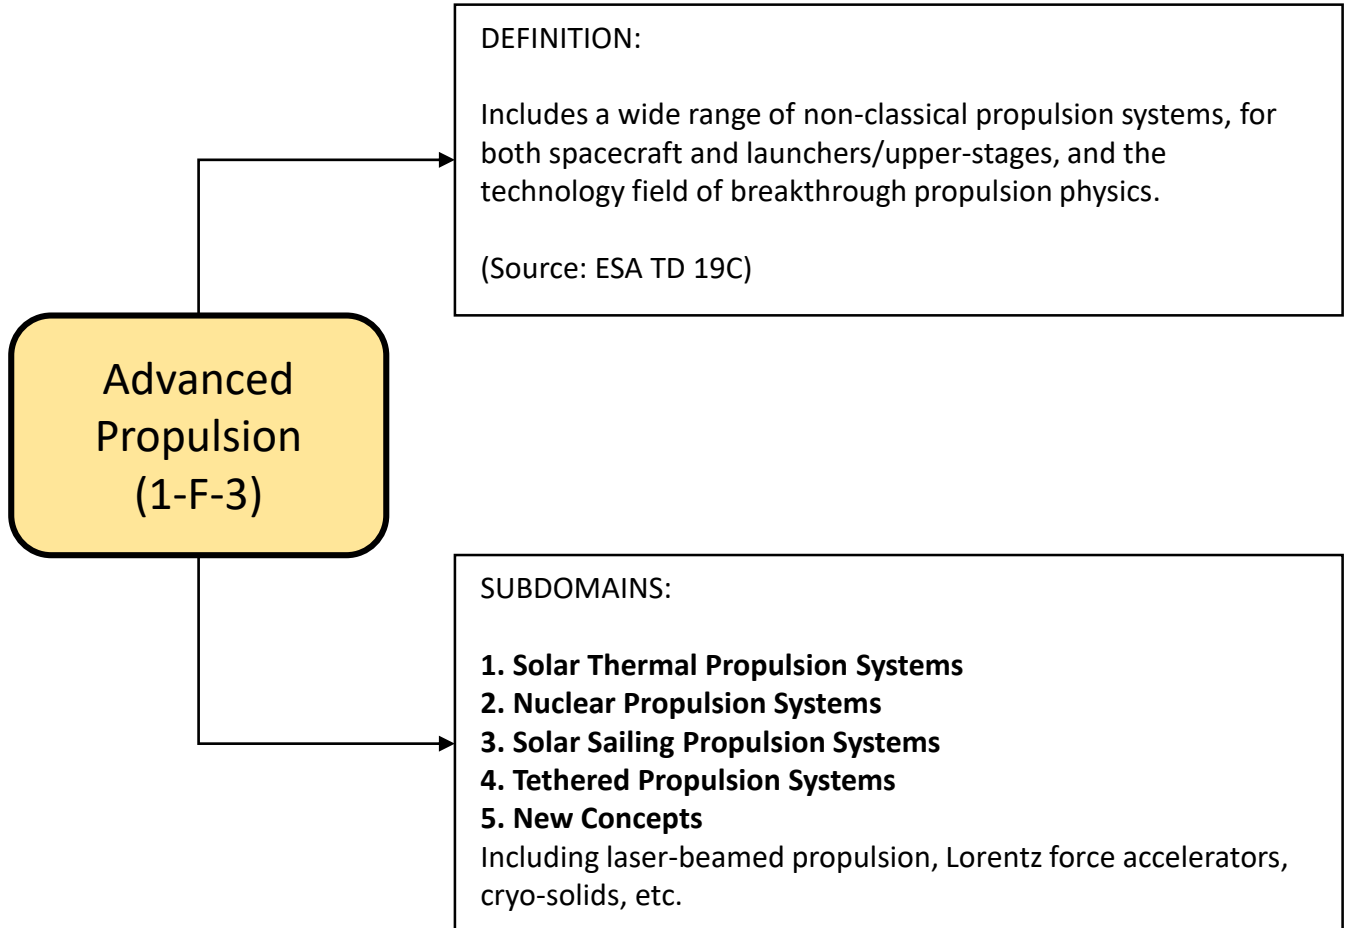 DEFINITION:
Includes a wide range of non-classical propulsion systems, for
both spacecraft and launchers/upper-stages, and the
technology field of breakthrough propulsion physics.
(Source: ESA TD 19C)
Advanced
Propulsion
(1-F-3)
SUBDOMAINS:
1. Solar Thermal Propulsion Systems
2. Nuclear Propulsion Systems
3. Solar Sailing Propulsion Systems
4. Tethered Propulsion Systems
5. New Concepts
Including laser-beamed propulsion, Lorentz force accelerators,
cryo-solids, etc.